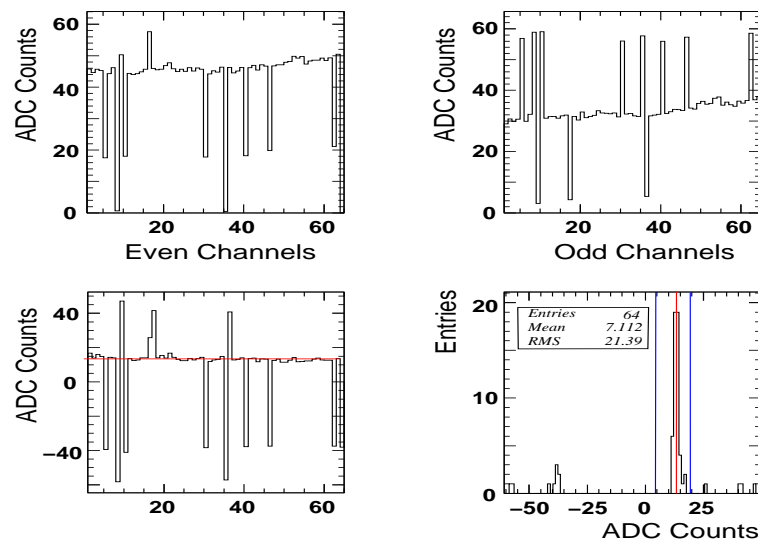 60
40
20
0
ADC Counts
20 40 60
Even Channels
60
40
20
0
ADC Counts
20 40 60
Odd Channels
40
0
−40
ADC Counts
20 40 60
20
10
0
Entries
Entries 64
Mean 7.112
RMS 21.39
−50 −25 0 25
ADC Counts